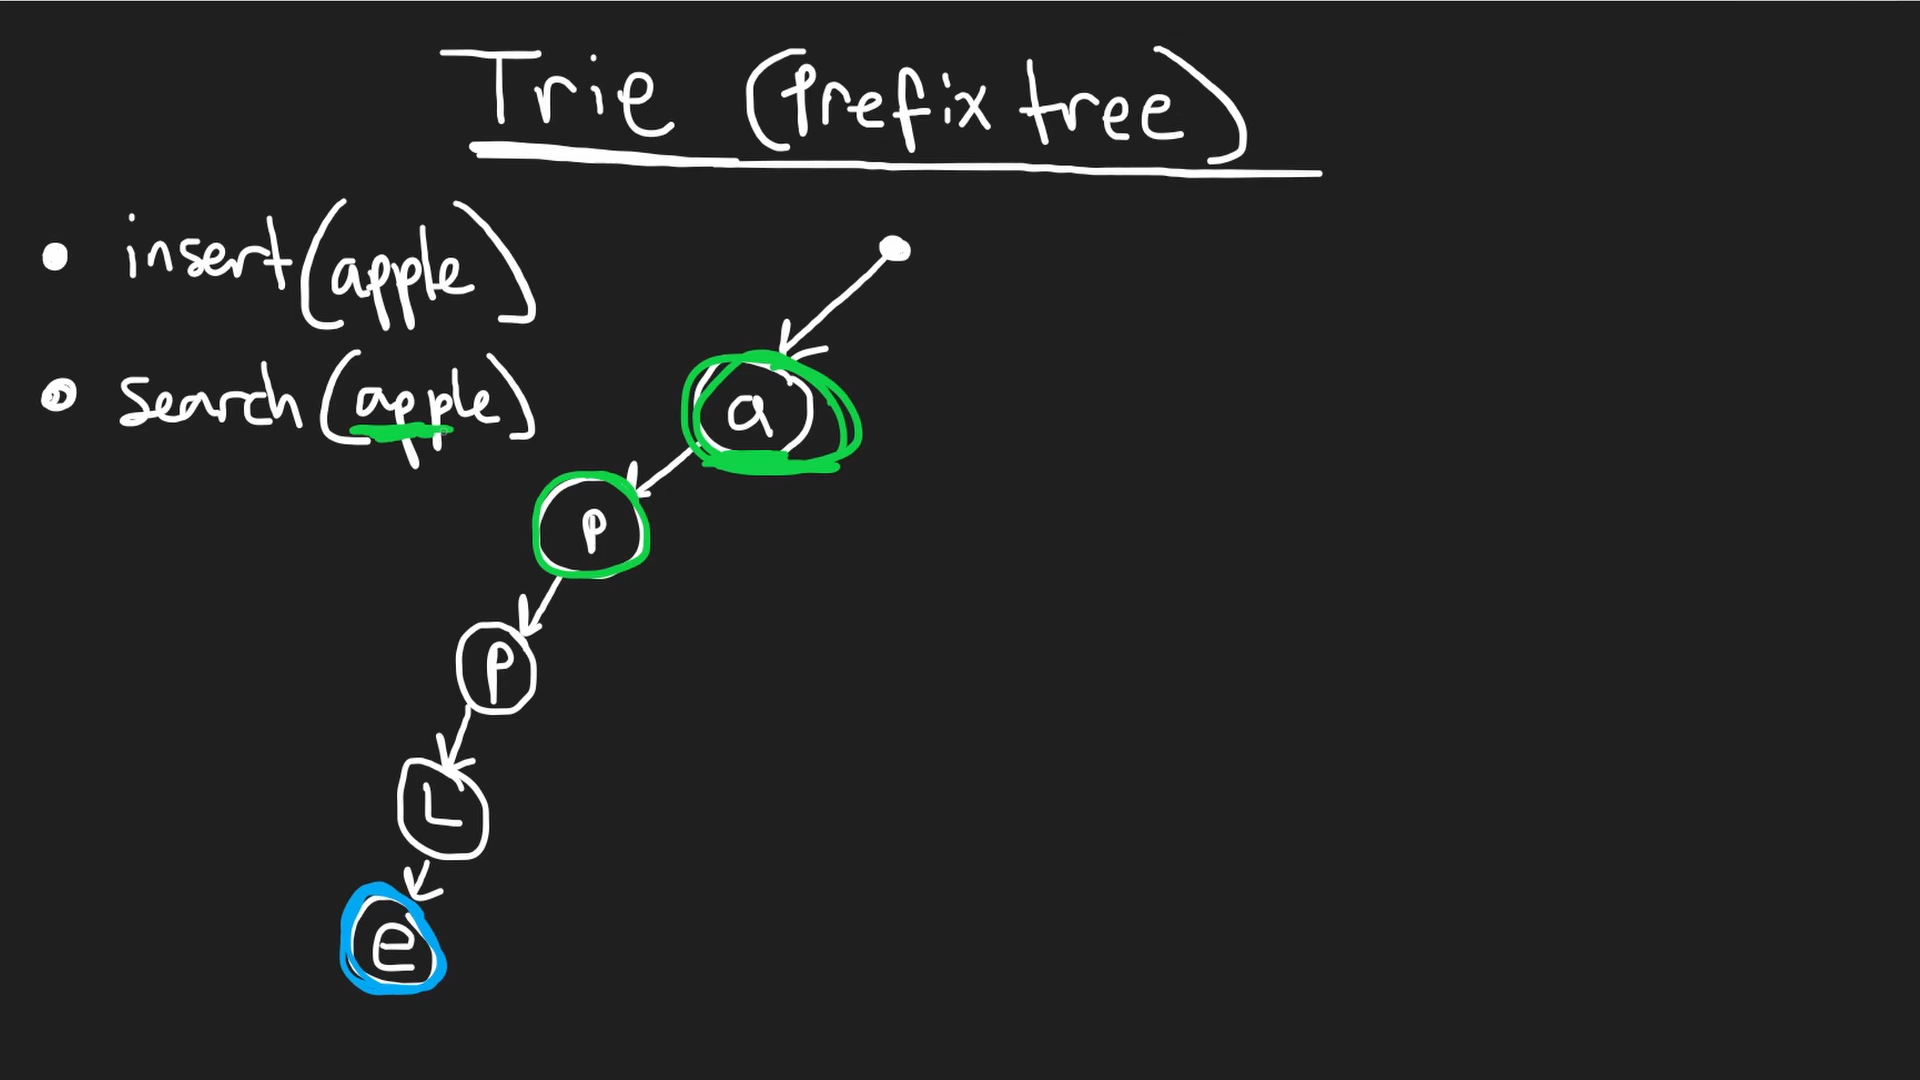 Trie (Prefix tree)
insert(apple)
search(apple)
a
p
p
L
e